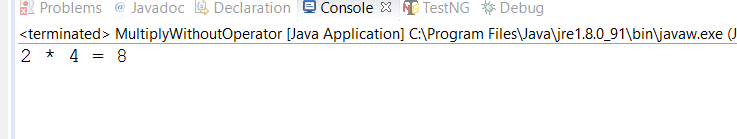 Problems @ Javadoc Declaration Console TestNG Debug
<terminated> MultiplyWithoutOperator [Java Application] C:\Program Files\Java\jre1.8.0_91\bin\javaw.exe (J
2 * 4 = 8